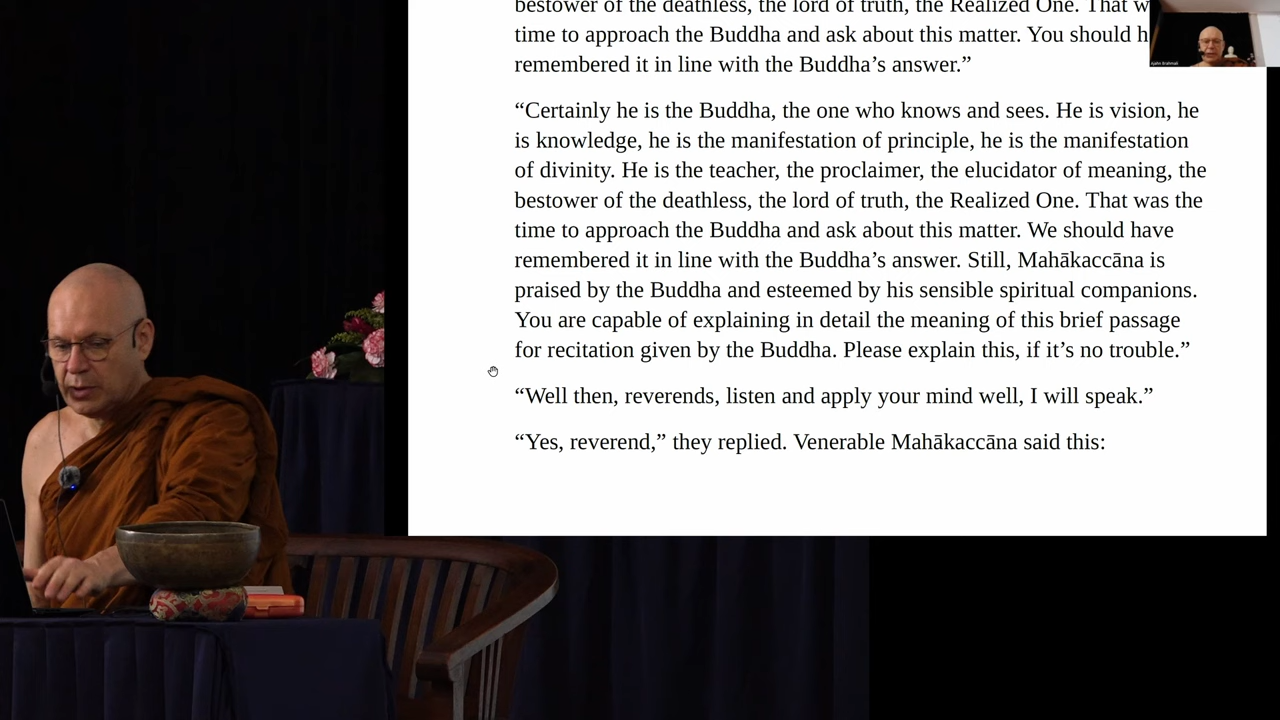 bestower of the deathless, the lord of truth, the Realized One. That w
time to approach the Buddha and ask about this matter. You should h
remembered it in line with the Buddha’s answer.”
“Certainly he is the Buddha, the one who knows and sees. He is vision, he
is knowledge, he is the manifestation of principle, he is the manifestation
of divinity. He is the teacher, the proclaimer, the elucidator of meaning, the
bestower of the deathless, the lord of truth, the Realized One. That was the
time to approach the Buddha and ask about this matter. We should have
remembered it in line with the Buddha’s answer. Still, Mahākaccāna is
praised by the Buddha and esteemed by his sensible spiritual companions.
You are capable of explaining in detail the meaning of this brief passage
for recitation given by the Buddha. Please explain this, if it’s no trouble.”
“Well then, reverends, listen and apply your mind well, I will speak.”
“Yes, reverend,” they replied. Venerable Mahākaccāna said this:
Ajahn Brahmali